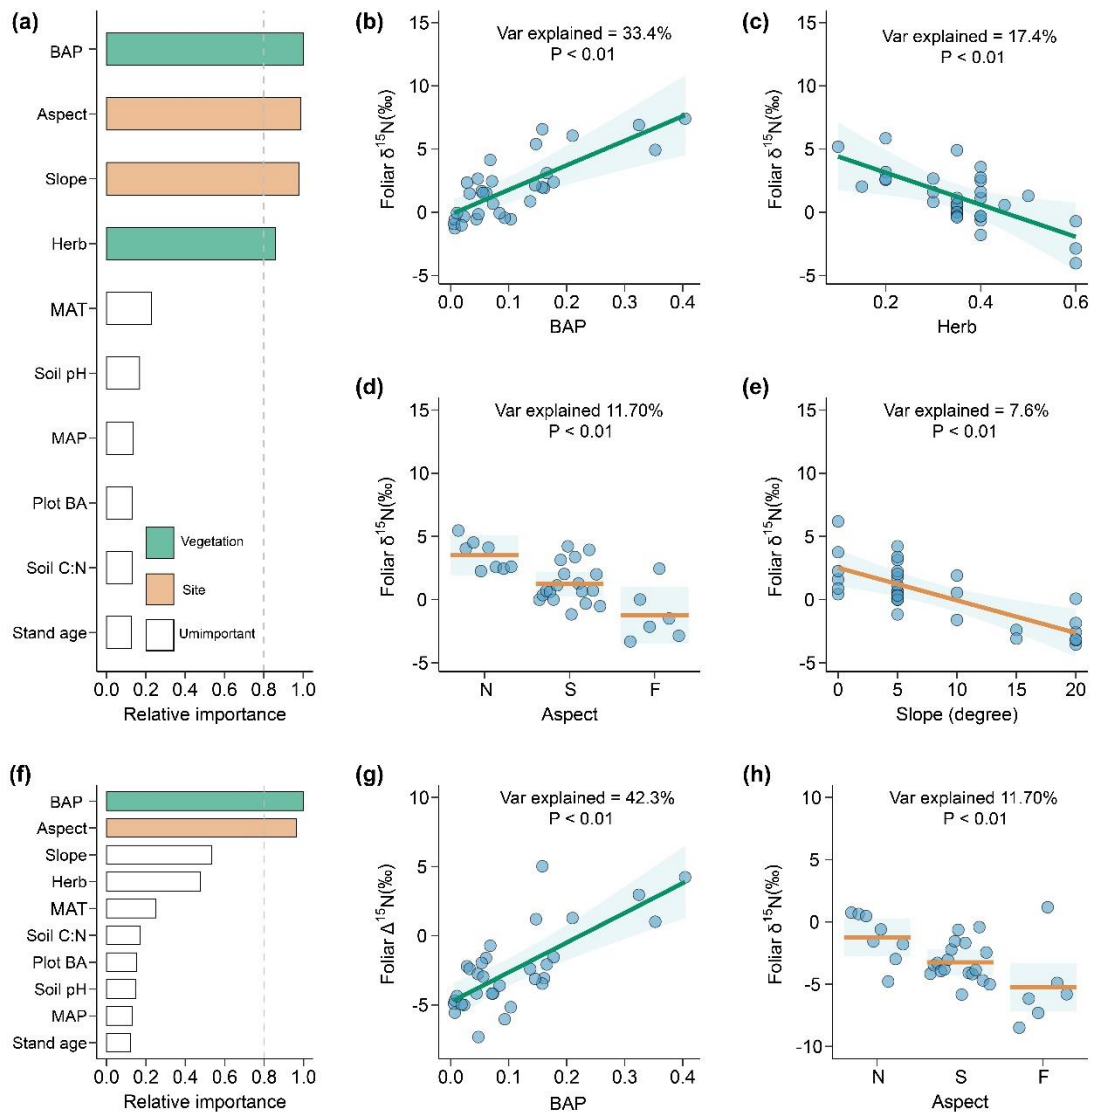 (a)
BAP
Aspect
Slope
Herb
MAT
Soil pH
MAP
Plot BA
Soil C:N
Stand age
Vegetation
Site
Umimportant
0.0 0.2 0.4 0.6 0.8 1.0
Relative importance
(b)
Var explained = 33.4%
P < 0.01
Foliar δ¹⁵N(‰)
15
10
5
0
-5
0.0 0.1 0.2 0.3 0.4
BAP
(c)
Var explained = 17.4%
P < 0.01
Foliar δ¹⁵N(‰)
15
10
5
0
-5
0.2 0.4 0.6
Herb
(d)
Var explained 11.70%
P < 0.01
Foliar δ¹⁵N(‰)
15
10
5
0
-5
N S F
Aspect
(e)
Var explained = 7.6%
P < 0.01
Foliar δ¹⁵N(‰)
15
10
5
0
-5
0 5 10 15 20
Slope (degree)
(f)
BAP
Aspect
Slope
Herb
MAT
Soil C:N
Plot BA
Soil pH
MAP
Stand age
0.0 0.2 0.4 0.6 0.8 1.0
Relative importance
(g)
Var explained = 42.3%
P < 0.01
Foliar Δ¹⁵N(‰)
10
5
0
-5
0.0 0.1 0.2 0.3 0.4
BAP
(h)
Var explained 11.70%
P < 0.01
Foliar δ¹⁵N(‰)
10
5
0
-5
-10
N S F
Aspect